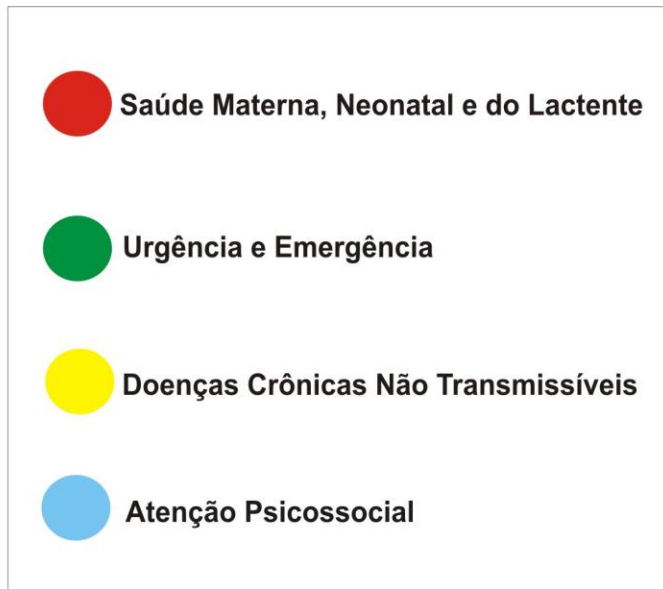 Saúde Materna, Neonatal e do Lactente
Urgência e Emergência
Doenças Crônicas Não Transmissíveis
Atenção Psicossocial